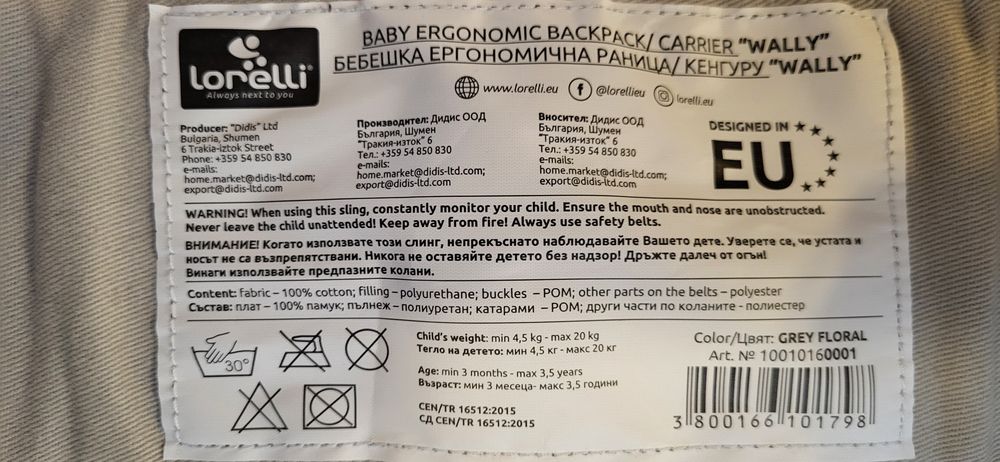 lorelli®
Always next to you
BABY ERGONOMIC BACKPACK/ CARRIER "WALLY"
БЕБЕШКА ЕРГОНОМИЧНА РАНИЦА/ КЕНГУРУ "WALLY"
www.lorelli.eu @lorellieu lorelli.eu
Producer: "Didis" Ltd
Bulgaria, Shumen
6 Trakia-iztok Street
Phone: +359 54 850 830
e-mails:
home.market@didis-ltd.com;
export@didis-ltd.com
Производител: Дидис ООД
България, Шумен
"Тракия-изток" 6
Тел.: +359 54 850 830
e-mails:
home.market@didis-ltd.com;
export@didis-ltd.com
Вносител: Дидис ООД
България, Шумен
"Тракия-изток" 6
Тел.: +359 54 850 830
e-mails:
home.market@didis-ltd.com;
export@didis-ltd.com
DESIGNED IN
EU
WARNING! When using this sling, constantly monitor your child. Ensure the mouth and nose are unobstructed.
Never leave the child unattended! Keep away from fire! Always use safety belts.
ВНИМАНИЕ! Когато използвате този слинг, непрекъснато наблюдавайте Вашето дете. Уверете се, че устата и
носът не са възпрепятствани. Никога не оставяйте детето без надзор! Дръжте далеч от огън!
Винаги използвайте предпазните колани.
Content: fabric – 100% cotton; filling – polyurethane; buckles – POM; other parts on the belts – polyester
Състав: плат – 100% памук; пълнеж – полиуретан; катарами – POM; други части по коланите - полиестер
30°
Child's weight: min 4,5 kg - max 20 kg
Тегло на детето: мин 4,5 кг - макс 20 кг
Age: min 3 months - max 3,5 years
Възраст: мин 3 месеца- макс 3,5 години
CEN/TR 16512:2015
СД CEN/TR 16512:2015
Color/Цвят: GREY FLORAL
Art. № 10010160001
3 800166 101798